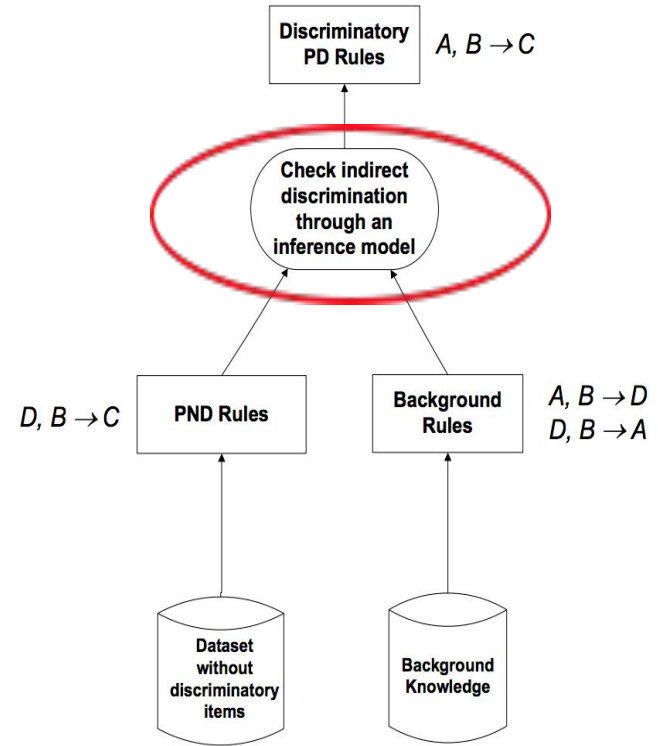 Discriminatory
PD Rules
A, B → C
Check indirect
discrimination
through an
inference model
D, B → C
PND Rules
Background
Rules
A, B → D
D, B → A
Dataset
without
discriminatory
items
Background
Knowledge